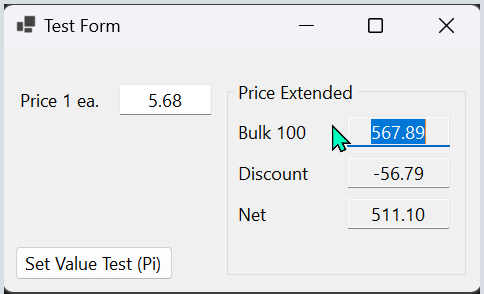 Test Form
Price 1 ea. 5.68
Price Extended
Bulk 100 567.89
Discount -56.79
Net 511.10
Set Value Test (Pi)